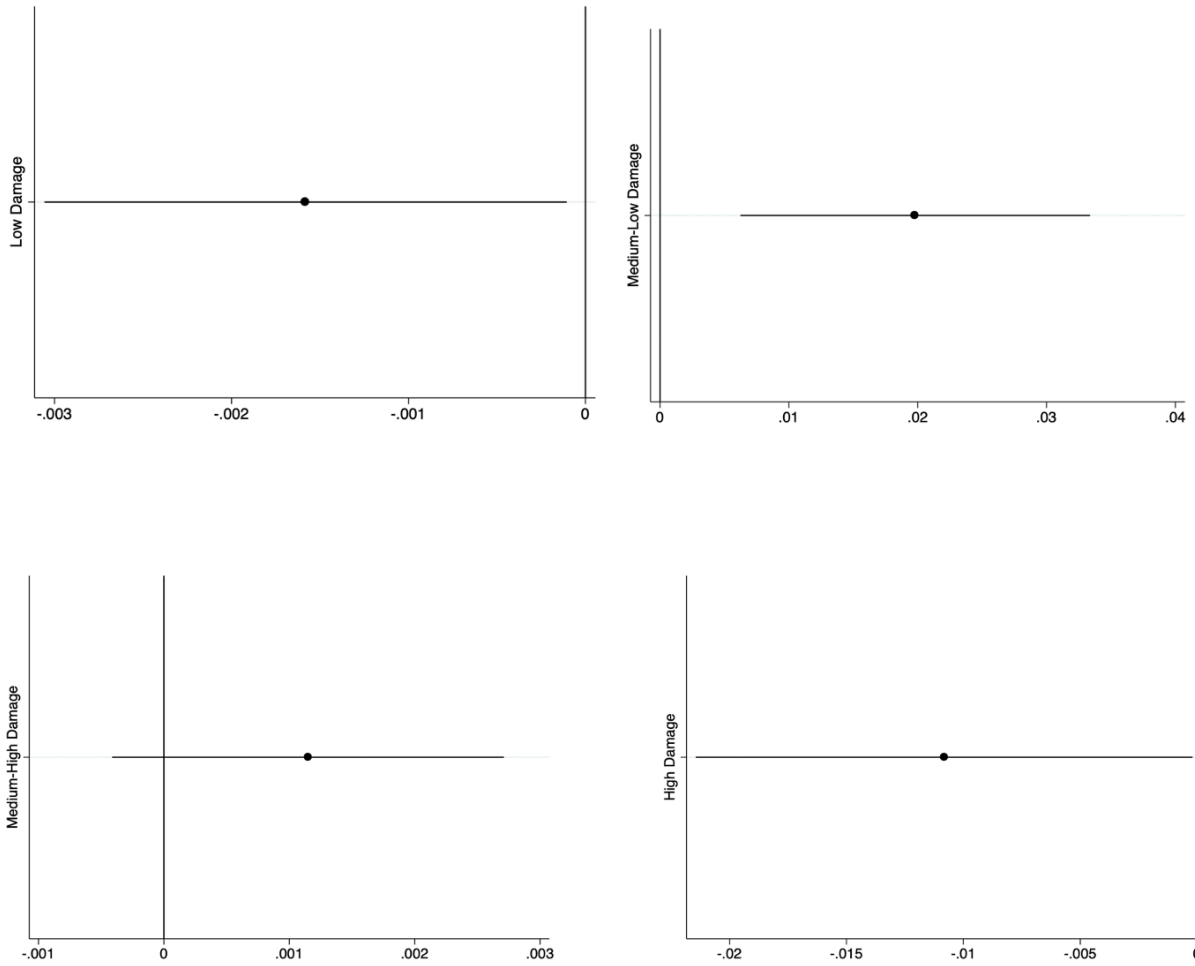 Low Damage
-.003 -.002 -.001 0
Medium-Low Damage
0 .01 .02 .03 .04
Medium-High Damage
-.001 0 .001 .002 .003
High Damage
-.02 -.015 -.01 -.005